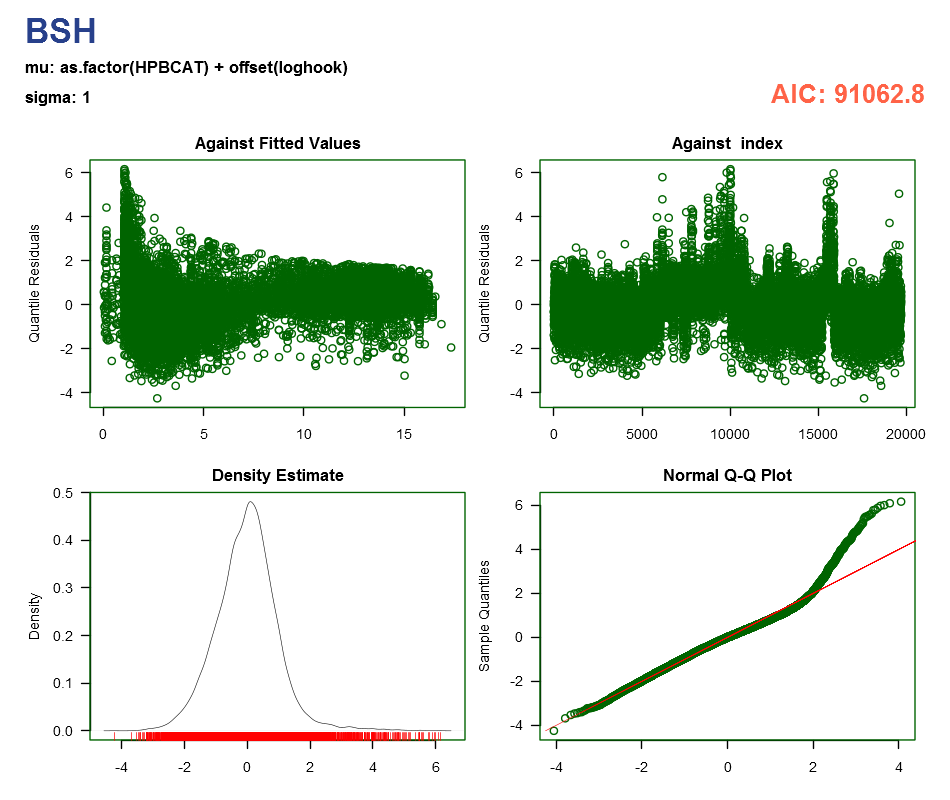 BSH
mu: as.factor(HPBCAT) + offset(loghook)
sigma: 1
AIC: 91062.8
Against Fitted Values
Quantile Residuals
6
4
2
0
-2
-4
0 5 10 15
Against  index
Quantile Residuals
6
4
2
0
-2
-4
0 5000 10000 15000 20000
Density Estimate
Density
0.5
0.4
0.3
0.2
0.1
0.0
-4 -2 0 2 4 6
Normal Q-Q Plot
Sample Quantiles
6
4
2
0
-2
-4
-4 -2 0 2 4